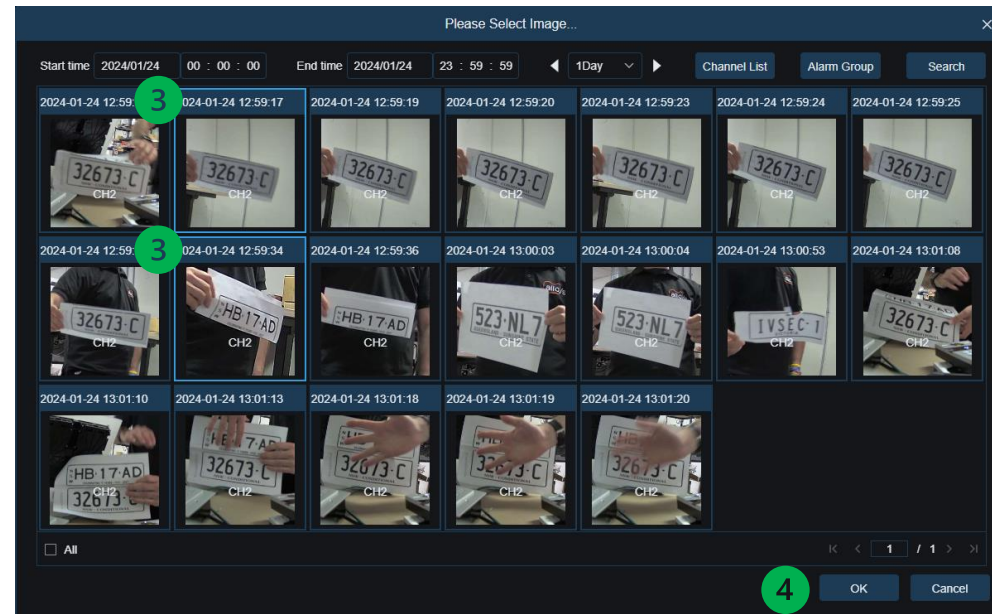 Please Select Image...
Start time 2024/01/24 00 : 00 : 00 End time 2024/01/24 23 : 59 : 59 1Day Channel List Alarm Group Search
2024-01-24 12:59: 3 2024-01-24 12:59:17 2024-01-24 12:59:19 2024-01-24 12:59:20 2024-01-24 12:59:23 2024-01-24 12:59:24 2024-01-24 12:59:25
32673·C 32673·C 32673·C 32673·C 32673·C 32673·C 32673·C
CH2 CH2 CH2 CH2 CH2 CH2 CH2
2024-01-24 12:59: 3 2024-01-24 12:59:34 2024-01-24 12:59:36 2024-01-24 13:00:03 2024-01-24 13:00:04 2024-01-24 13:00:53 2024-01-24 13:01:08
32673·C HB·17·AD HB·17·AD 523·NL7 523·NL7 IVSEC·1 32673·C
CH2 CH2 CH2 CH2 CH2 CH2 CH2
2024-01-24 13:01:10 2024-01-24 13:01:13 2024-01-24 13:01:18 2024-01-24 13:01:19 2024-01-24 13:01:20
HB·17·AD HB 7·AD HB
32673· 32673· 32673·C 32 73·C 32673·C
CH2 CH2 CH2 CH2 CH2
All 1 / 1
4 OK Cancel